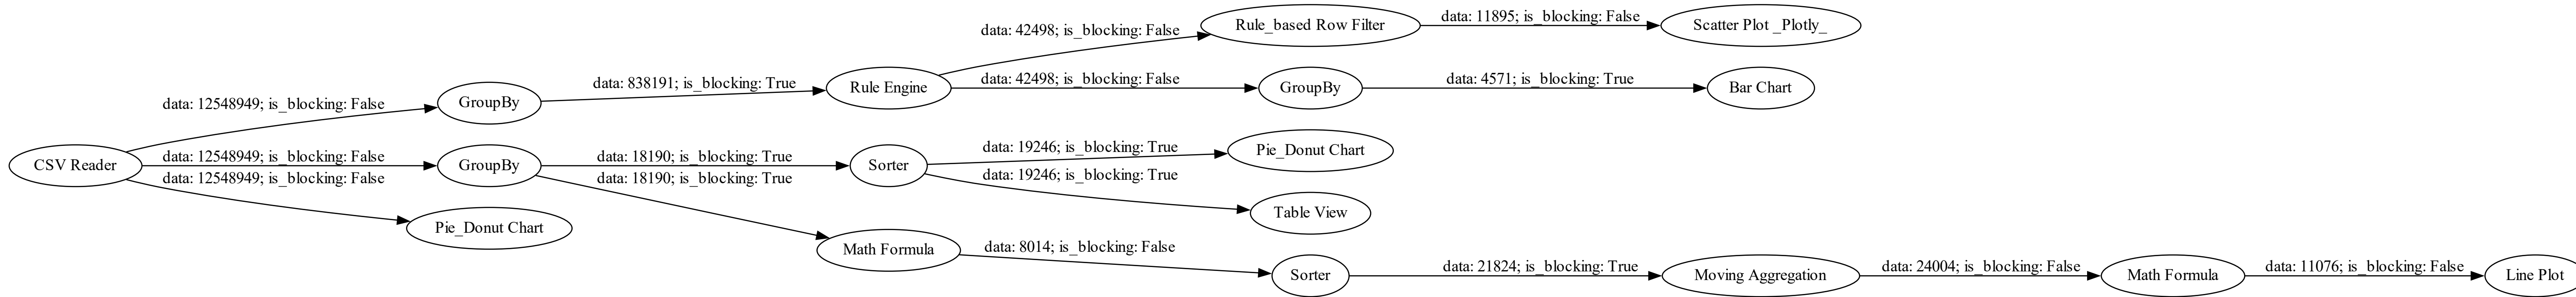 data: 42498; is_blocking: False
Rule_based Row Filter
data: 11895; is_blocking: False
Scatter Plot _Plotly_
data: 12548949; is_blocking: False
GroupBy
data: 838191; is_blocking: True
Rule Engine
data: 42498; is_blocking: False
GroupBy
data: 4571; is_blocking: True
Bar Chart
CSV Reader
data: 12548949; is_blocking: False
GroupBy
data: 18190; is_blocking: True
Sorter
data: 19246; is_blocking: True
Pie_Donut Chart
data: 12548949; is_blocking: False
data: 18190; is_blocking: True
data: 19246; is_blocking: True
Table View
Pie_Donut Chart
Math Formula
data: 8014; is_blocking: False
Sorter
data: 21824; is_blocking: True
Moving Aggregation
data: 24004; is_blocking: False
Math Formula
data: 11076; is_blocking: False
Line Plot